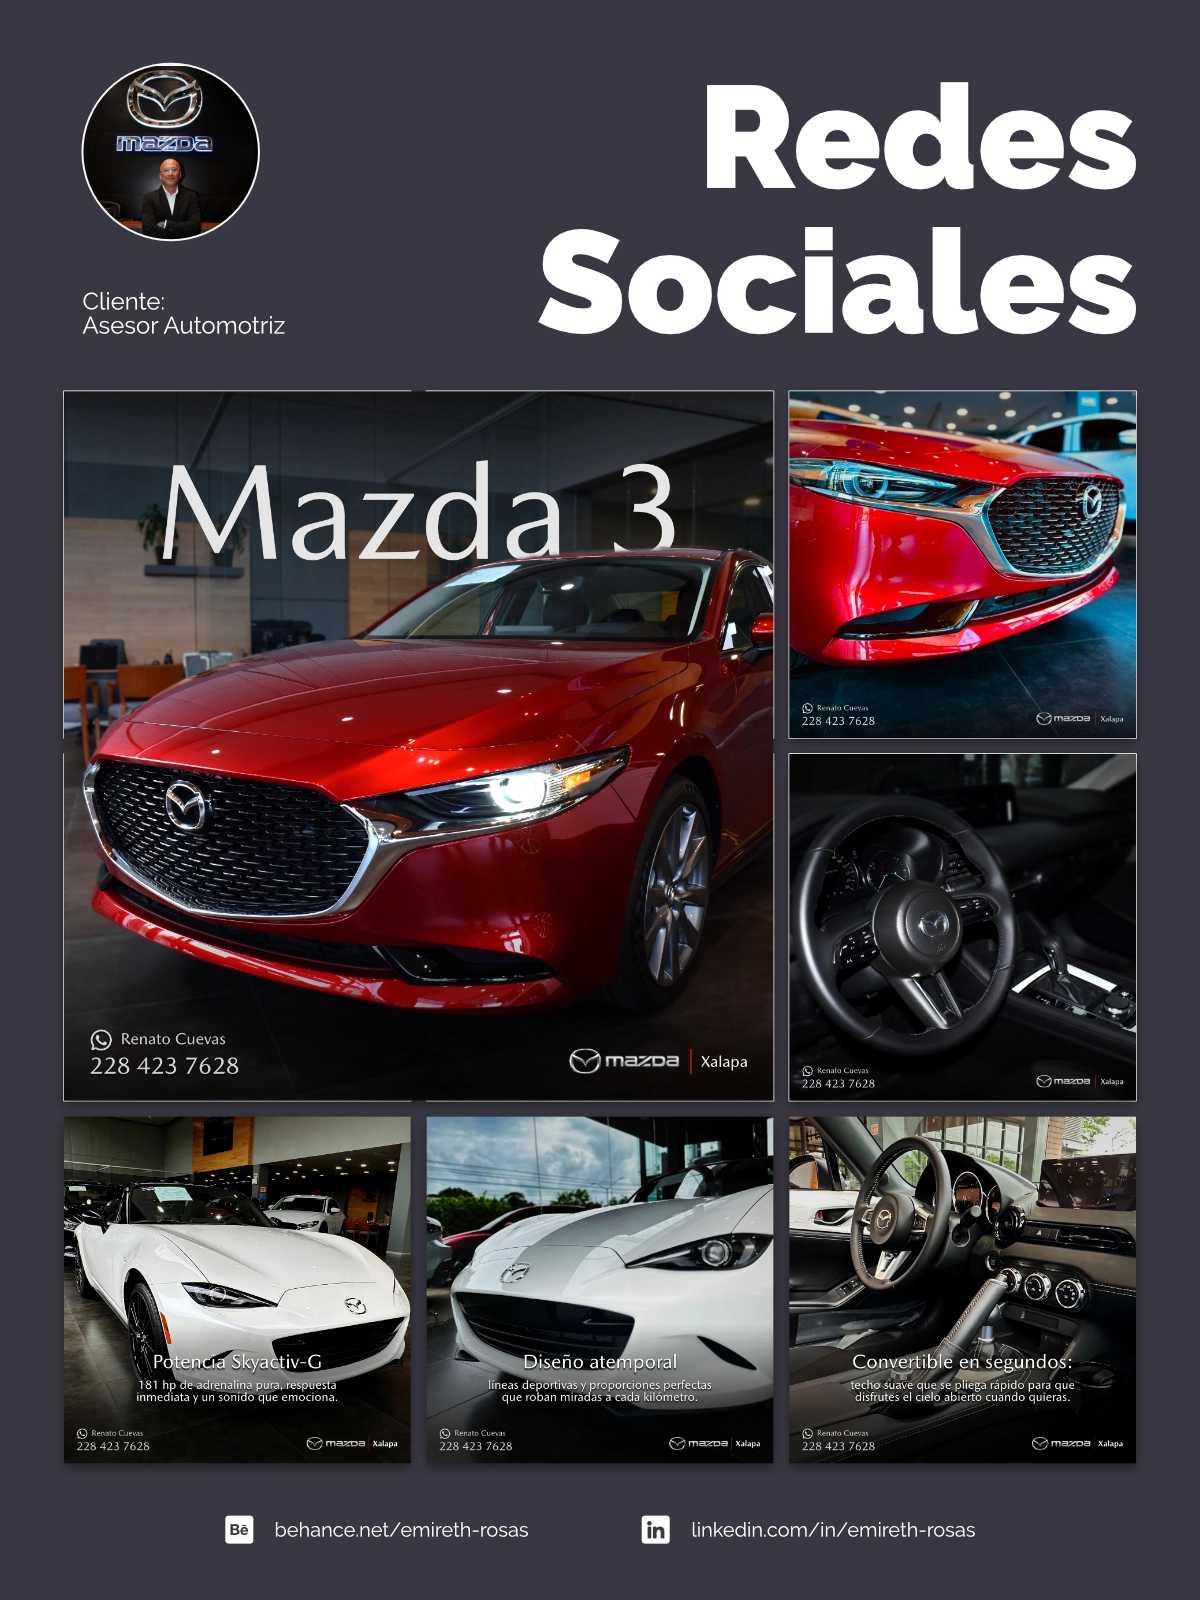 mazda
Redes
Sociales
Cliente:
Asesor Automotriz
Mazda 3
Renato Cuevas
228 423 7628
mazda | Xalapa
Renato Cuevas
228 423 7628
mazda | Xalapa
Renato Cuevas
228 423 7628
mazda | Xalapa
Potencia Skyactiv-G
181 hp de adrenalina pura, respuesta
inmediata y un sonido que emociona.
Renato Cuevas
228 423 7628
mazda | Xalapa
Diseño atemporal
líneas deportivas y proporciones perfectas
que roban miradas a cada kilómetro.
Renato Cuevas
228 423 7628
mazda | Xalapa
Convertible en segundos:
techo suave que se pliega rápido para que
disfrutes el cielo abierto cuando quieras.
Renato Cuevas
228 423 7628
mazda | Xalapa
Bē behance.net/emireth-rosas
in linkedin.com/in/emireth-rosas